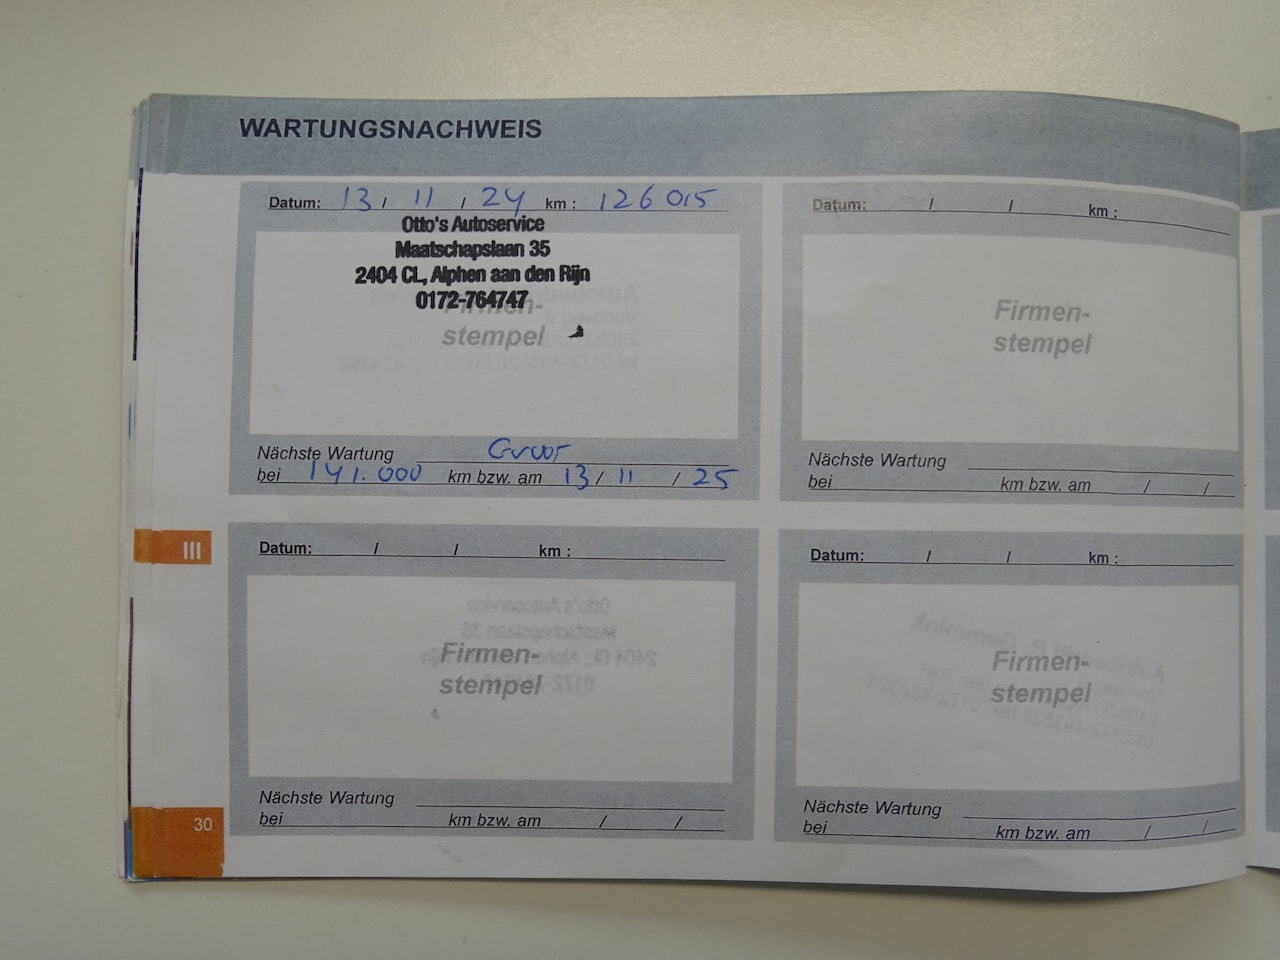 WARTUNGSNACHWEIS
Datum: 13 / 11 / 24 km : 126015
Otto's Autoservice
Maatschapslaan 35
2404 CL, Alphen aan den Rijn
0172-764747
Firmen-
stempel
Nächste Wartung Groot
bei 141.000 km bzw. am 13 / 11 / 25
Datum: / / km :
Firmen-
stempel
Nächste Wartung
bei km bzw. am / /
III
Datum: / / km :
Firmen-
stempel
Nächste Wartung
bei km bzw. am / /
Datum: / / km :
Firmen-
stempel
Nächste Wartung
bei km bzw. am / /
30